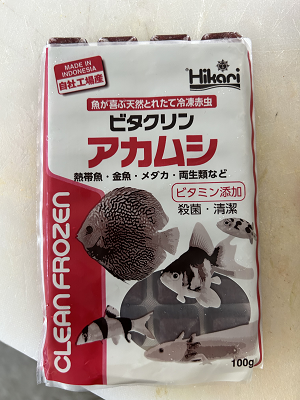 MADE IN
INDONESIA
自社工場産
Hikari
魚が喜ぶ天然とれたて冷凍赤虫
ビタクリン
アカムシ
熱帯魚・金魚・メダカ・両生類など
ビタミン添加
殺菌・清潔
CLEAN FROZEN
100g